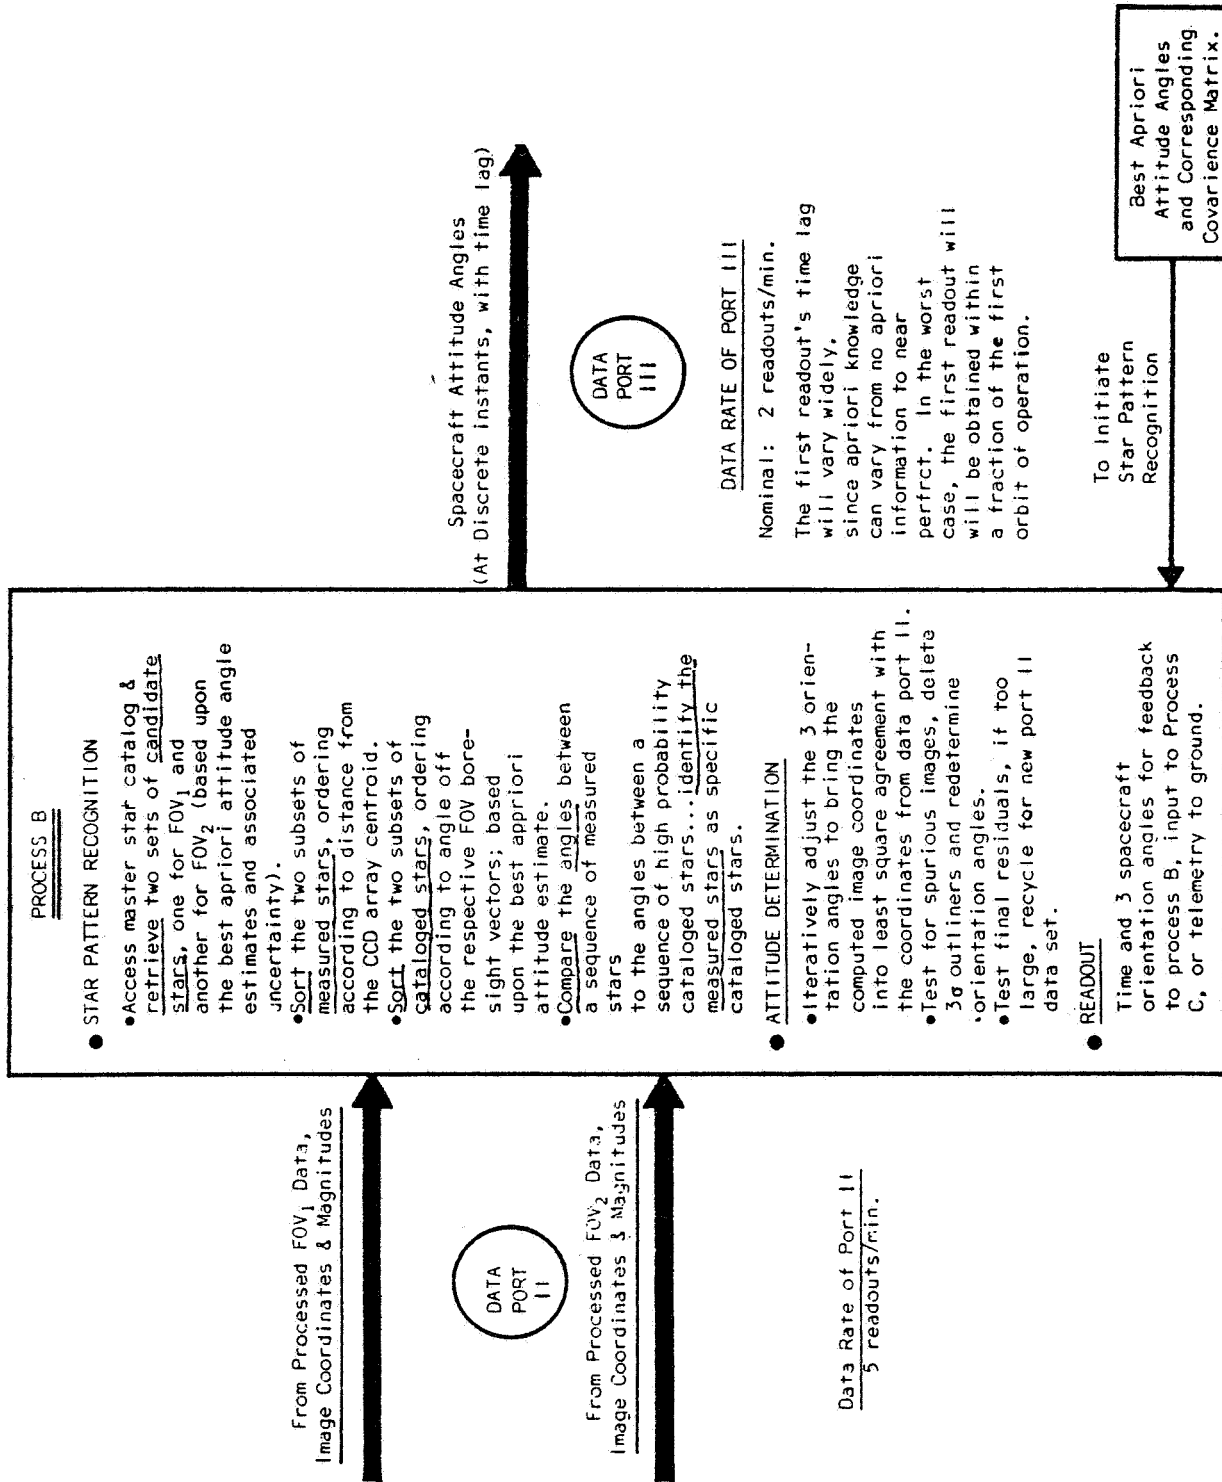 From Processed FOV₁ Data,
Image Coordinates & Magnitudes
DATA
PORT
II
From Processed FOV₂ Data,
Image Coordinates & Magnitudes
Data Rate of Port II
5 readouts/min.
PROCESS B
● STAR PATTERN RECOGNITION
●Access master star catalog &
retrieve two sets of candidate
stars, one for FOV₁ and
another for FOV₂ (based upon
the best apriori attitude angle
estimates and associated
uncertainty).
●Sort the two subsets of
measured stars, ordering
according to distance from
the CCD array centroid.
●Sort the two subsets of
cataloged stars, ordering
according to angle off
the respective FOV bore-
sight vectors; based
upon the best appriori
attitude estimate.
●Compare the angles between
a sequence of measured
stars
to the angles between a
sequence of high probability
cataloged stars...identify the
measured stars as specific
cataloged stars.
● ATTITUDE DETERMINATION
●Iteratively adjust the 3 orien-
tation angles to bring the
computed image coordinates
into least square agreement with
the coordinates from data port II.
●Test for spurious images, delete
3σ outliners and redetermine
orientation angles.
●Test final residuals, if too
large, recycle for new port II
data set.
● READOUT
Time and 3 spacecraft
orientation angles for feedback
to process B, input to Process
C, or telemetry to ground.
Spacecraft Attitude Angles
(At Discrete instants, with time lag)
DATA
PORT
III
DATA RATE OF PORT III
Nominal: 2 readouts/min.
The first readout's time lag
will vary widely.
since apriori knowledge
can vary from no apriori
information to near
perfrct. In the worst
case, the first readout will
will be obtained within
a fraction of the first
orbit of operation.
To Initiate
Star Pattern
Recognition
Best Apriori
Attitude Angles
and Corresponding
Covarience Matrix.